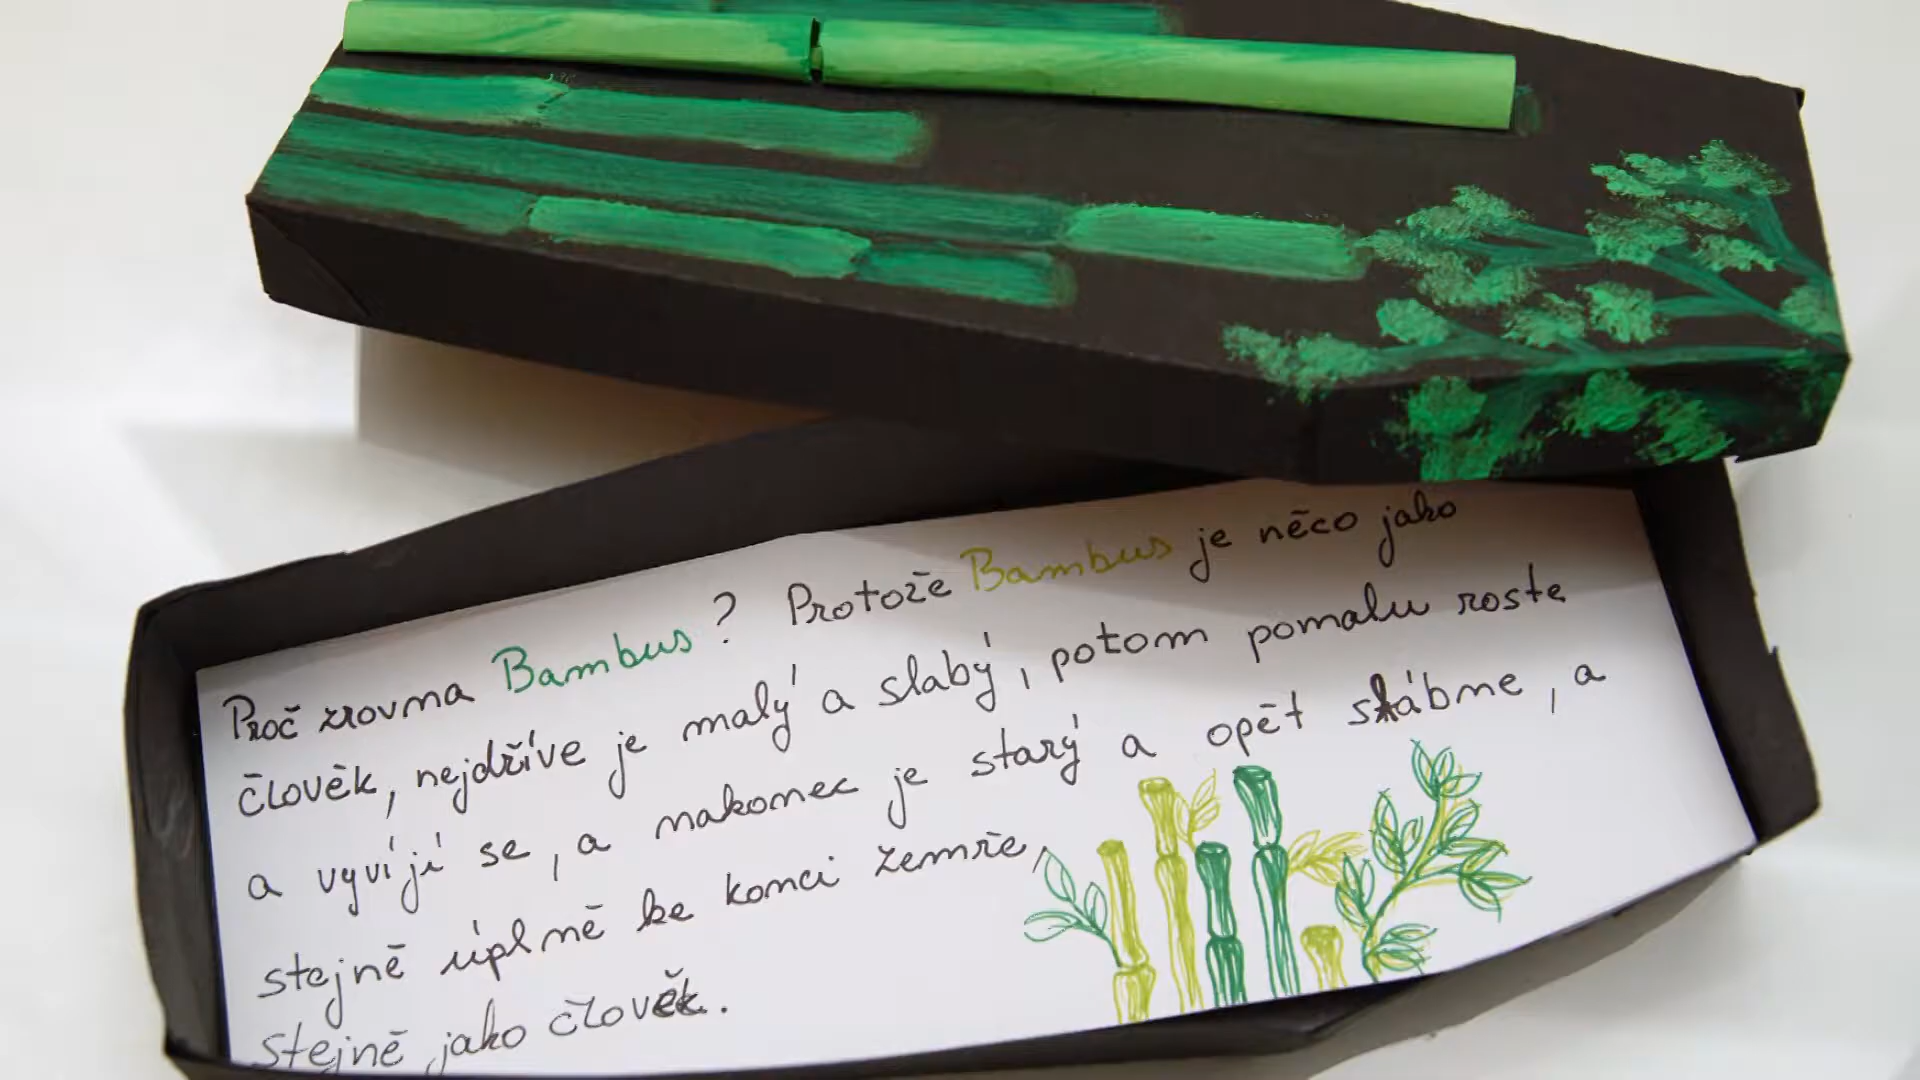 Proč zrovna Bambus? Protože Bambus je něco jako
člověk, nejdříve je malý a slabý, potom pomalu roste
a vyvíjí se, a nakonec je starý a opět slábne, a
stejně úplně ke konci zemře,
stejně jako člověk.